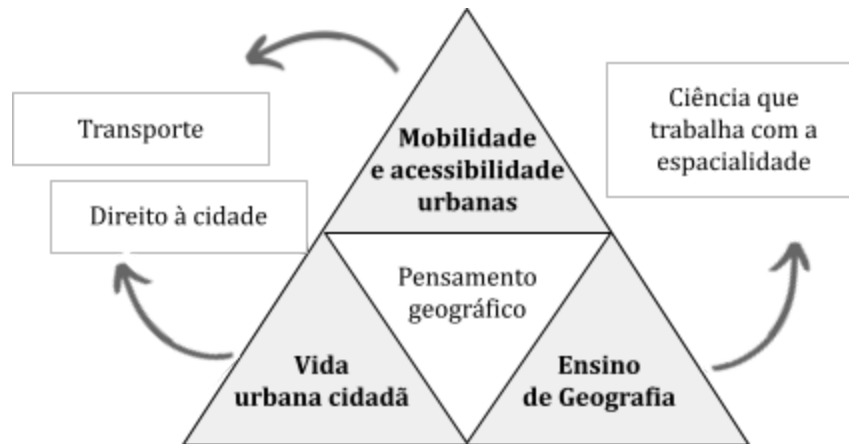 Transporte
Direito à cidade
Mobilidade
e acessibilidade
urbanas
Ciência que
trabalha com a
espacialidade
Pensamento
geográfico
Vida
urbana cidadã
Ensino
de Geografia